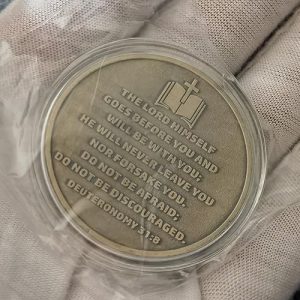 THE LORD HIMSELF
GOES BEFORE YOU AND
WILL BE WITH YOU;
HE WILL NEVER LEAVE YOU
NOR FORSAKE YOU.
DO NOT BE AFRAID;
DO NOT BE DISCOURAGED.
DEUTERONOMY 31:8